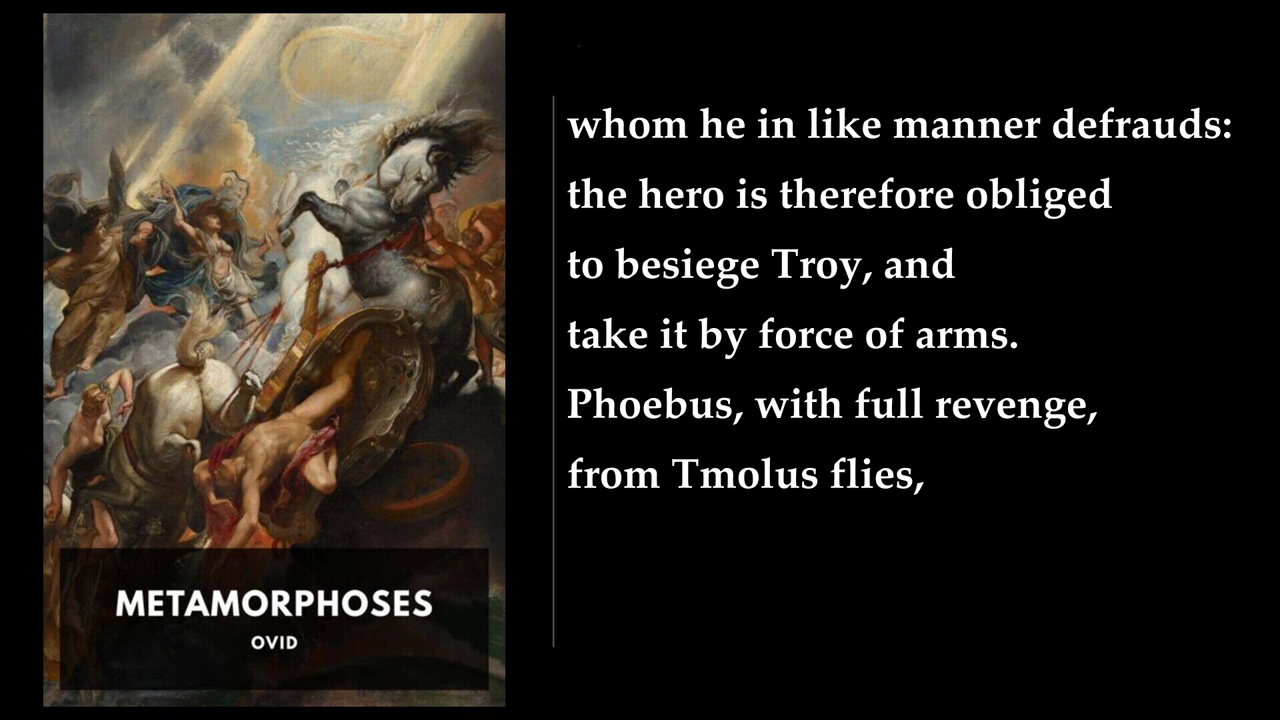 METAMORPHOSES
OVID
whom he in like manner defrauds:
the hero is therefore obliged
to besiege Troy, and
take it by force of arms.
Phoebus, with full revenge,
from Tmolus flies,